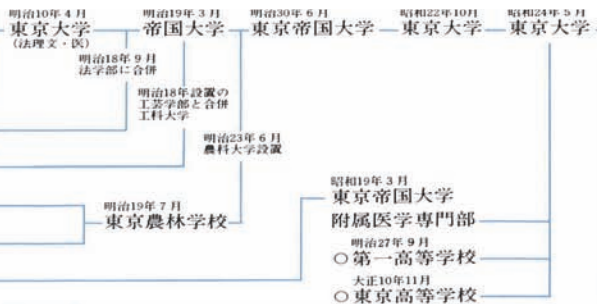 明治10年4月
東京大学
(法理文・医)
明治19年3月
帝国大学
明治30年6月
東京帝国大学
昭和22年10月
東京大学
昭和24年5月
東京大学
明治18年9月
法学部に合併
明治18年設置の
工芸学部と合併
工科大学
明治23年6月
農科大学設置
明治19年7月
東京農林学校
昭和19年3月
東京帝国大学
附属医学専門部
明治27年9月
○第一高等学校
大正10年11月
○東京高等学校